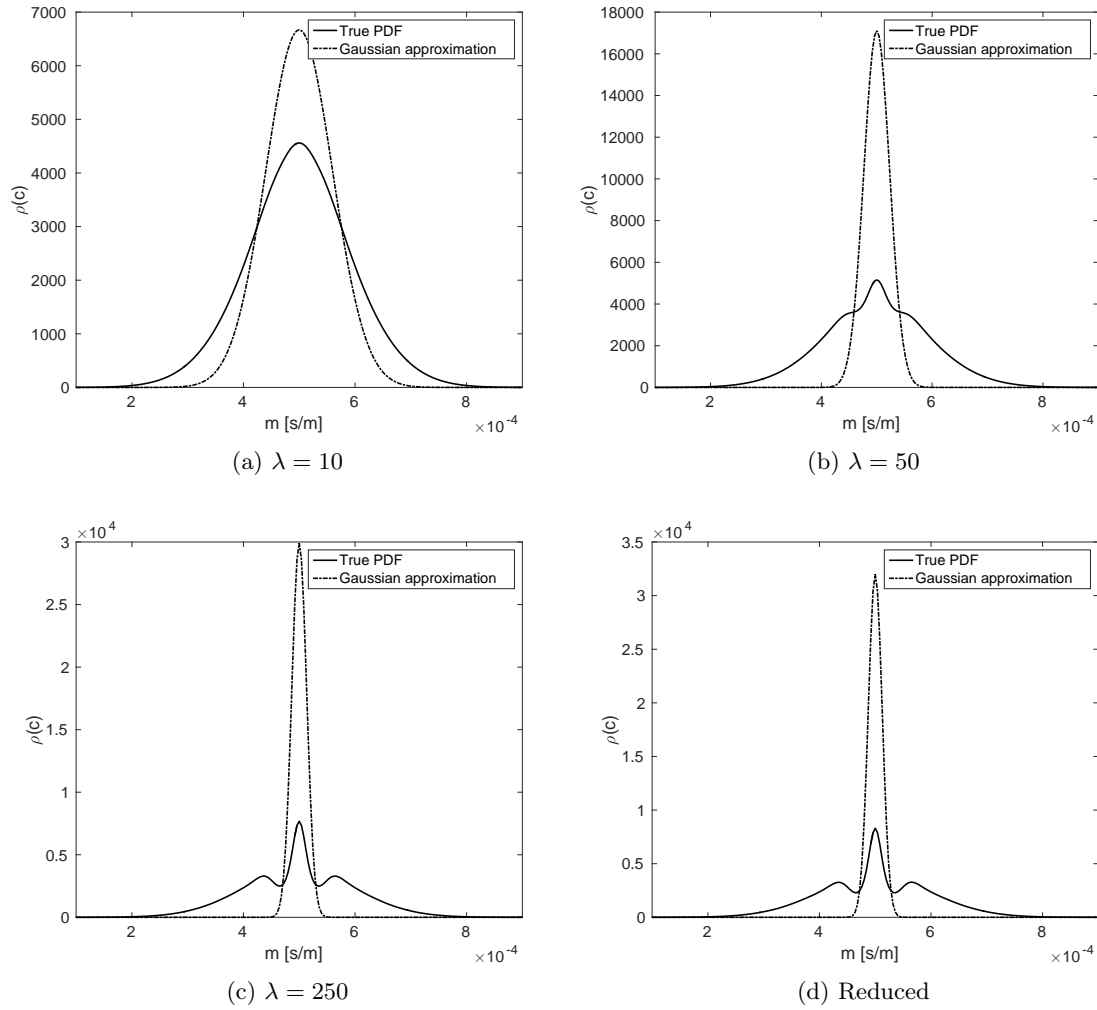 7000
6000
5000
4000
3000
2000
1000
0
ρ(c)
True PDF
Gaussian approximation
2 4 6 8
m [s/m]
×10⁻⁴
(a) λ = 10
18000
16000
14000
12000
10000
8000
6000
4000
2000
0
ρ(c)
True PDF
Gaussian approximation
2 4 6 8
m [s/m]
×10⁻⁴
(b) λ = 50
×10⁴
3
2.5
2
1.5
1
0.5
0
ρ(c)
True PDF
Gaussian approximation
2 4 6 8
m [s/m]
×10⁻⁴
(c) λ = 250
×10⁴
3.5
3
2.5
2
1.5
1
0.5
0
ρ(c)
True PDF
Gaussian approximation
2 4 6 8
m [s/m]
×10⁻⁴
(d) Reduced